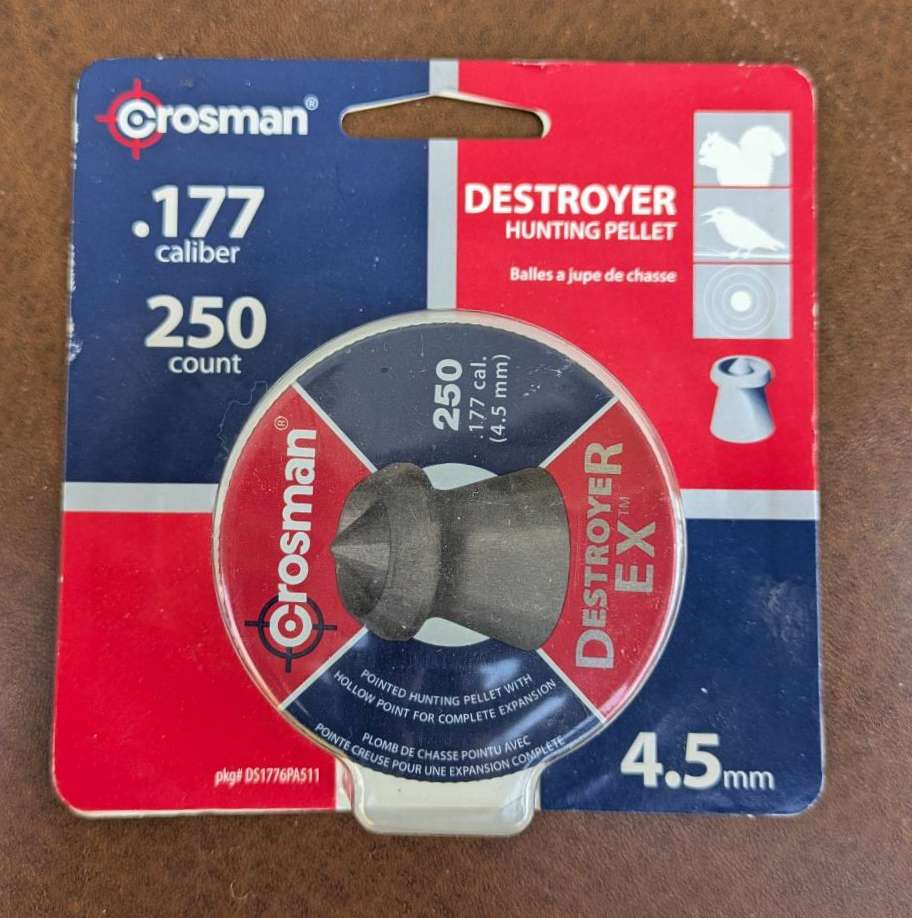 Crosman®
.177
caliber
250
count
DESTROYER
HUNTING PELLET
Balles a jupe de chasse
250
.177 cal.
(4.5 mm)
Crosman®
DESTROYER
EX™
POINTED HUNTING PELLET WITH
HOLLOW POINT FOR COMPLETE EXPANSION
PLOMB DE CHASSE POINTU AVEC
POINTE CREUSE POUR UNE EXPANSION COMPLÈTE
pkg# DS1776PA511
4.5mm